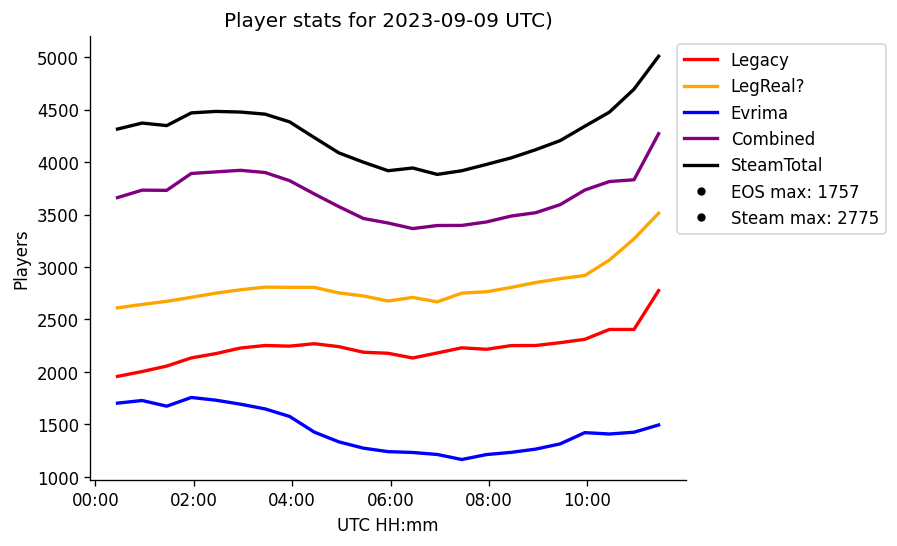 Player stats for 2023-09-09 UTC)
5000
4500
4000
3500
3000
2500
2000
1500
1000
Players
00:00 02:00 04:00 06:00 08:00 10:00
UTC HH:mm
Legacy
LegReal?
Evrima
Combined
SteamTotal
EOS max: 1757
Steam max: 2775